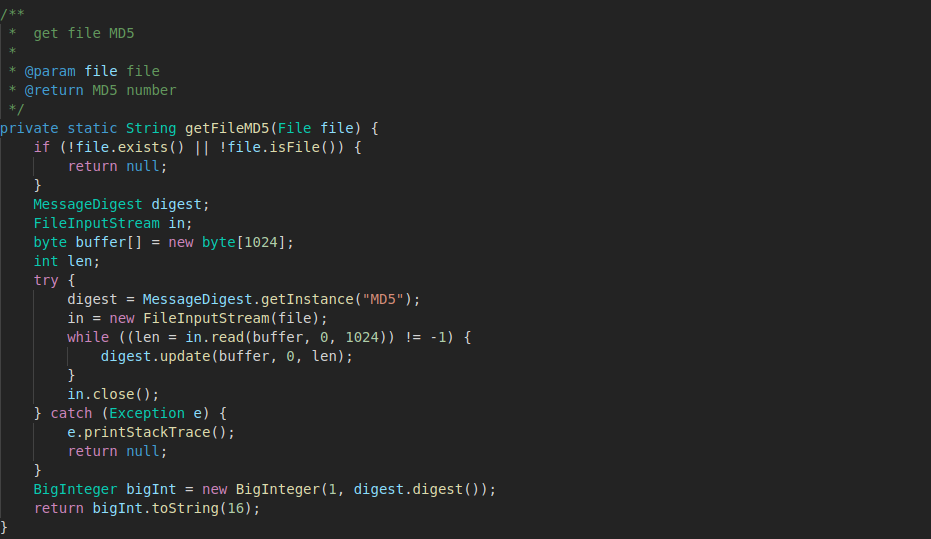 /**
 *  get file MD5
 *
 * @param file file
 * @return MD5 number
 */
private static String getFileMD5(File file) {
    if (!file.exists() || !file.isFile()) {
        return null;
    }
    MessageDigest digest;
    FileInputStream in;
    byte buffer[] = new byte[1024];
    int len;
    try {
        digest = MessageDigest.getInstance("MD5");
        in = new FileInputStream(file);
        while ((len = in.read(buffer, 0, 1024)) != -1) {
            digest.update(buffer, 0, len);
        }
        in.close();
    } catch (Exception e) {
        e.printStackTrace();
        return null;
    }
    BigInteger bigInt = new BigInteger(1, digest.digest());
    return bigInt.toString(16);
}